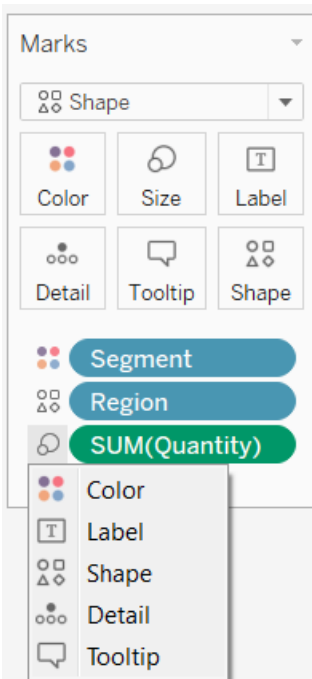 Marks
Shape
Color Size T Label
Detail Tooltip Shape
Segment
Region
SUM(Quantity)
Color
T Label
Shape
Detail
Tooltip